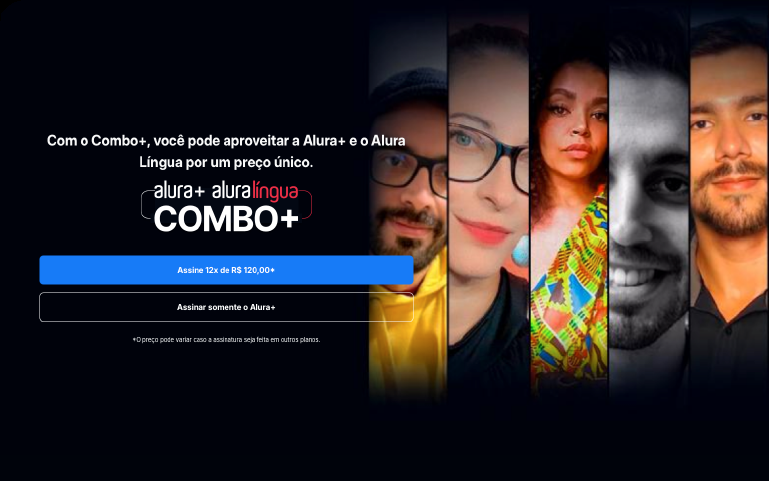 Com o Combo+, você pode aproveitar a Alura+ e o Alura
Língua por um preço único.
alura+ alura língua
COMBO+
Assine 12x de R$ 120,00*
Assinar somente o Alura+
*O preço pode variar caso a assinatura seja feita em outros planos.